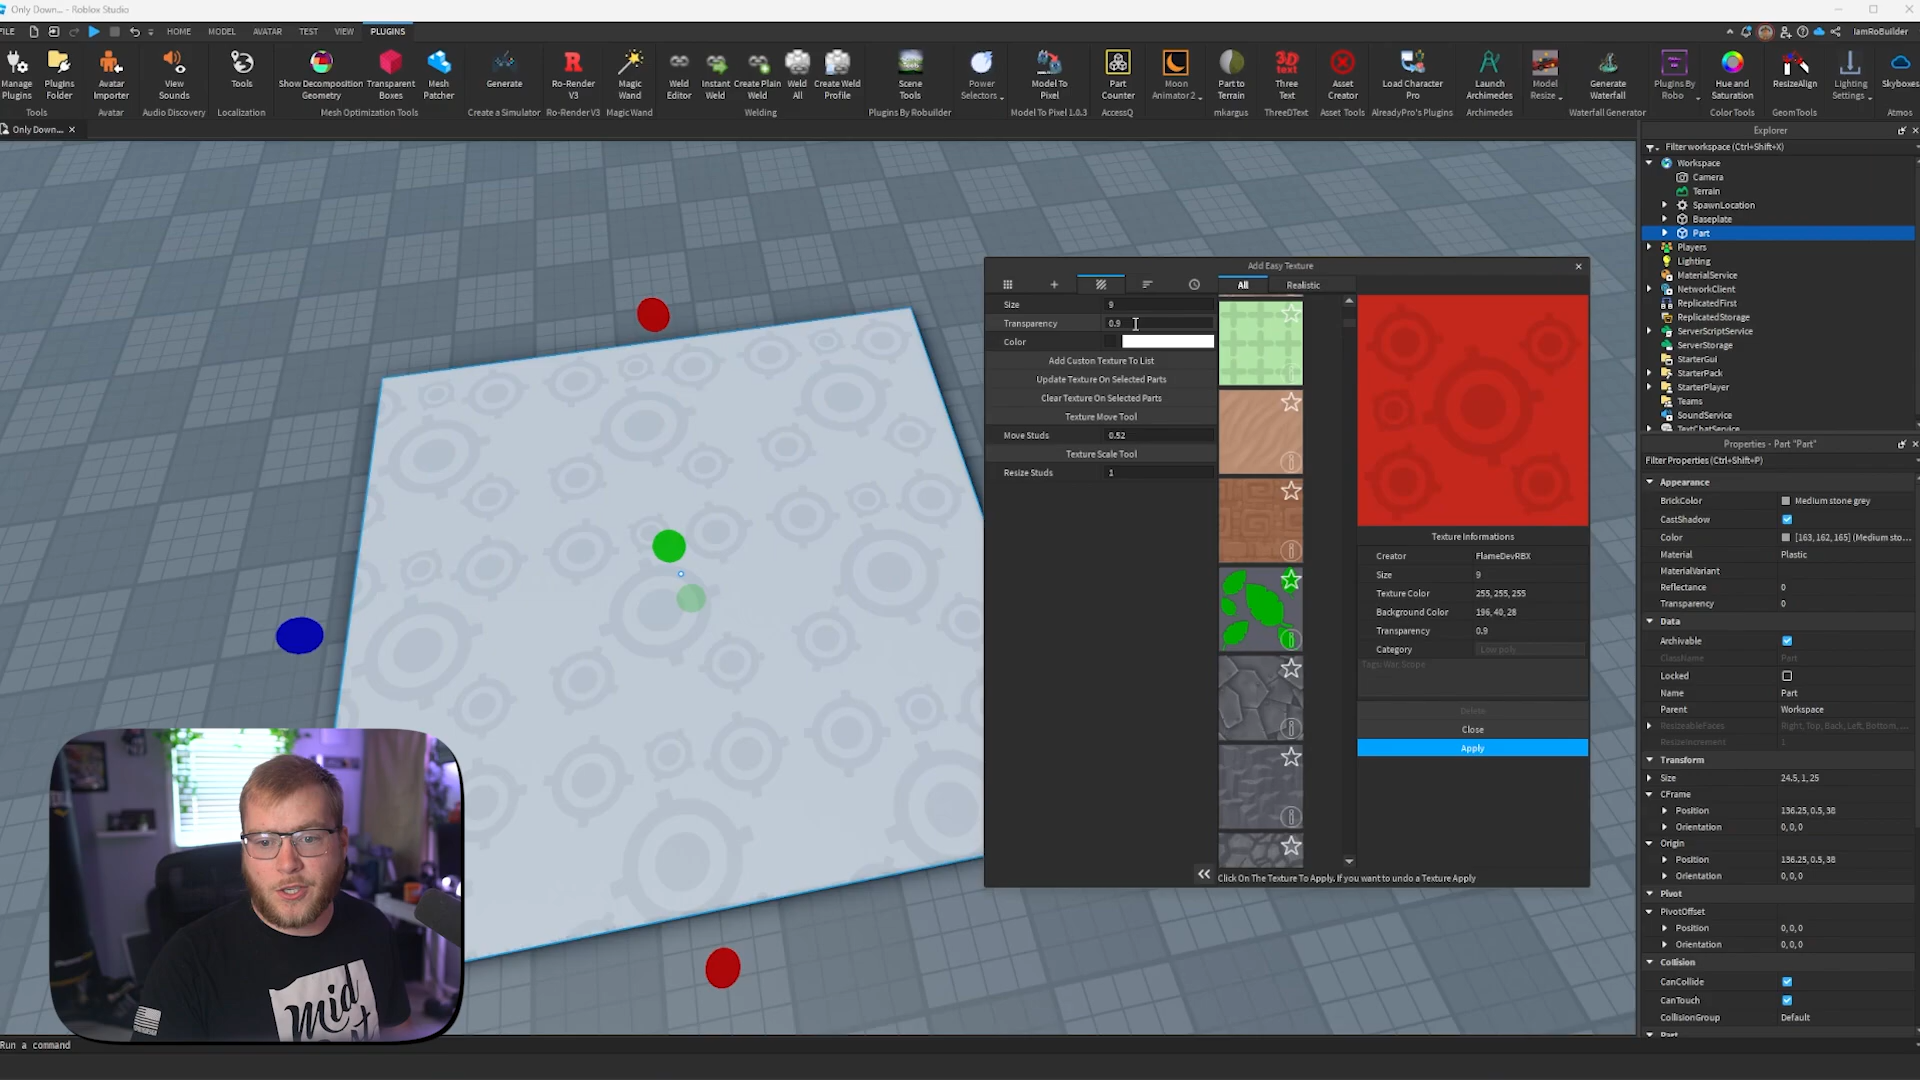 Only Down... - Roblox Studio
FILE HOME MODEL AVATAR TEST VIEW PLUGINS IamRoBuilder
Manage Plugins
Plugins Folder
Avatar Importer
View Sounds
Tools
Show Decomposition Geometry
Transparent Boxes
Mesh Patcher
Generate
Ro-Render V3
Magic Wand
Weld Editor
Instant Weld
Create Plain Weld
Weld All
Create Weld Profile
Scene Tools
Power Selectors
Model To Pixel
Part Counter
Moon Animator 2
Part to Terrain
Three Text
Asset Creator
Load Character Pro
Launch Archimedes
Model Resize
Generate Waterfall
Plugins By Robo
Hue and Saturation
ResizeAlign
Lighting Settings
Skyboxes
Tools Avatar Audio Discovery Localization Mesh Optimization Tools Create a Simulator Ro-Render V3 Magic Wand Welding Plugins By Robuilder Model To Pixel 1.0.3 AccessQ mkargus ThreeDText Asset Tools AlreadyPro's Plugins Archimedes Waterfall Generator Color Tools GeomTools Atmos
Only Down...
Explorer
Filter workspace (Ctrl+Shift+X)
Workspace
Camera
Terrain
SpawnLocation
Baseplate
Part
Players
Lighting
MaterialService
NetworkClient
ReplicatedFirst
ReplicatedStorage
ServerScriptService
ServerStorage
StarterGui
StarterPack
StarterPlayer
Teams
SoundService
TextChatService
Add Easy Texture
All Realistic
Size 9
Transparency 0.9
Color
Add Custon Texture To List
Update Texture On Selected Parts
Clear Texture On Selected Parts
Texture Move Tool
Move Studs 0.52
Texture Scale Tool
Resize Studs 1
Texture Informations
Creator FlameDevRBX
Size 9
Texture Color 255, 255, 255
Background Color 196, 40, 28
Transparency 0.9
Category Low poly
Tags: War, Scope
Delete
Close
Apply
Click On The Texture To Apply. If you want to undo a Texture Apply
Properties - Part "Part"
Filter Properties (Ctrl+Shift+P)
Appearance
BrickColor Medium stone grey
CastShadow
Color [163, 162, 165] (Medium sto...
Material Plastic
MaterialVariant
Reflectance 0
Transparency 0
Data
Archivable
ClassName Part
Locked
Name Part
Parent Workspace
ResizeableFaces Right, Top, Back, Left, Bottom, ...
ResizeIncrement 1
Transform
Size 24.5, 1, 25
CFrame
Position 136.25, 0.5, 38
Orientation 0, 0, 0
Origin
Position 136.25, 0.5, 38
Orientation 0, 0, 0
Pivot
PivotOffset
Position 0, 0, 0
Orientation 0, 0, 0
Collision
CanCollide
CanTouch
CollisionGroup Default
Part
Run a command